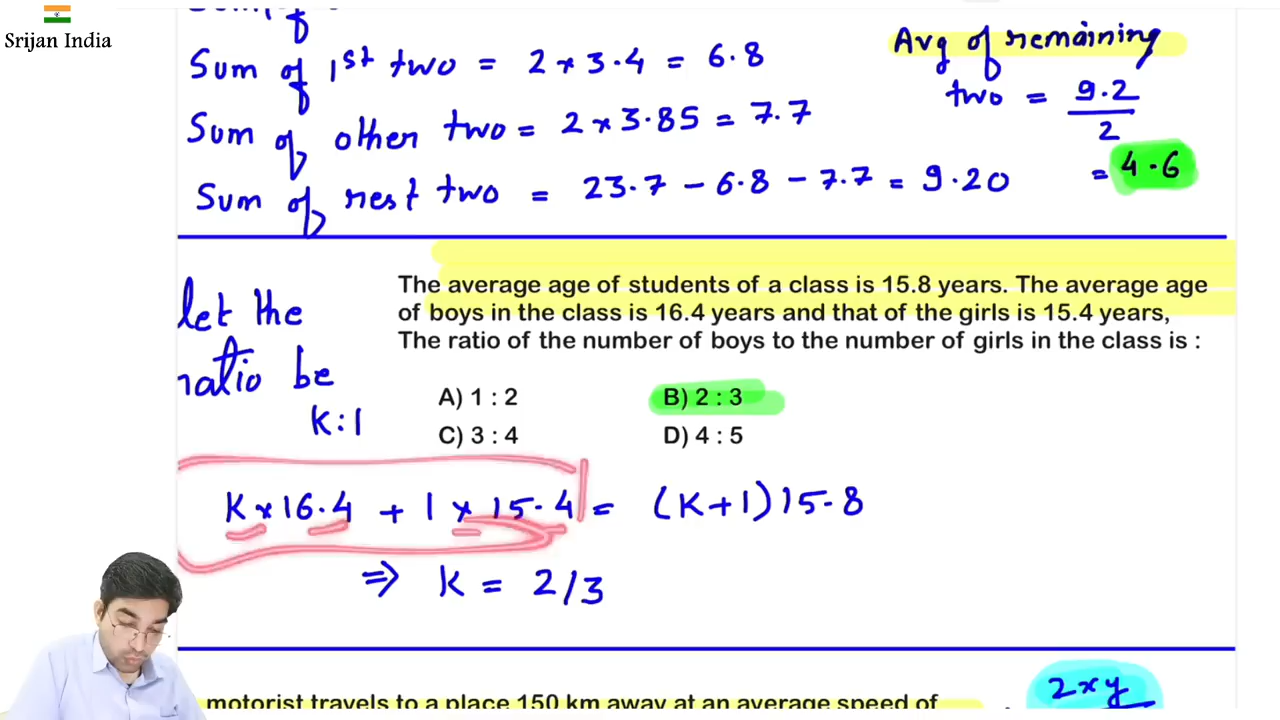 Srijan India
Sum of
Sum of 1st two = 2 × 3.4 = 6.8
Sum of other two = 2 × 3.85 = 7.7
Sum of rest two = 23.7 - 6.8 - 7.7 = 9.20
Avg of remaining
two = 9.2
2
= 4.6
let the
ratio be
K:1
The average age of students of a class is 15.8 years. The average age
of boys in the class is 16.4 years and that of the girls is 15.4 years,
The ratio of the number of boys to the number of girls in the class is :
A) 1 : 2
B) 2 : 3
C) 3 : 4
D) 4 : 5
K × 16.4 + 1 × 15.4 = (K+1) 15.8
⇒ K = 2/3
motorist travels to a place 150 km away at an average speed of
2xy